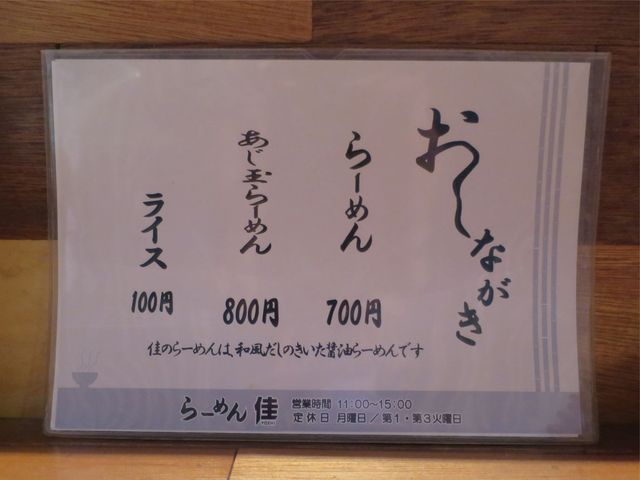 おしながき
らーめん 700円
あじ玉らーめん 800円
ライス 100円
佳のらーめんは、和風だしのきいた醤油らーめんです
らーめん 佳
YOSHI
営業時間 11:00～15:00
定休日 月曜日／第1・第3火曜日